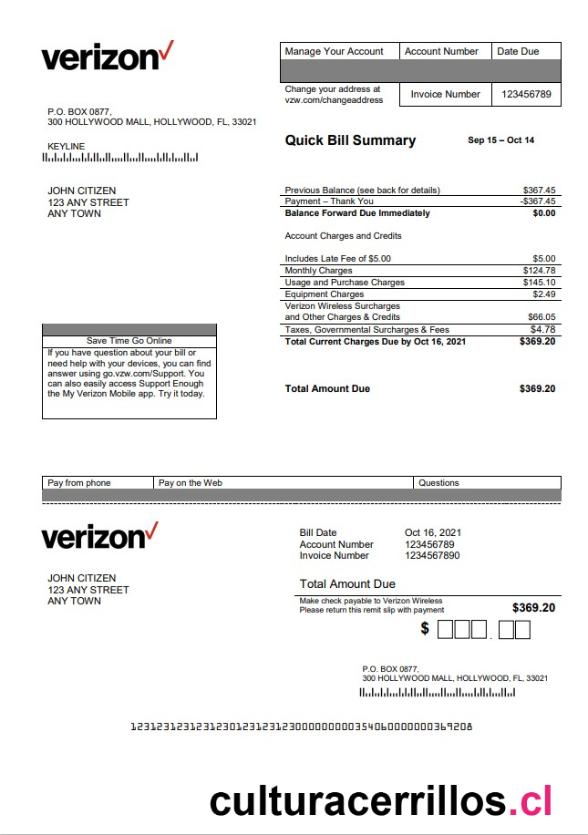 verizon
P.O. BOX 0877,
300 HOLLYWOOD MALL, HOLLYWOOD, FL, 33021
KEYLINE
JOHN CITIZEN
123 ANY STREET
ANY TOWN
Manage Your Account Account Number Date Due
Change your address at
vzw.com/changeaddress
Invoice Number 123456789
Quick Bill Summary Sep 15 – Oct 14
Previous Balance (see back for details) $367.45
Payment – Thank You -$367.45
Balance Forward Due Immediately $0.00
Account Charges and Credits
Includes Late Fee of $5.00 $5.00
Monthly Charges $124.78
Usage and Purchase Charges $145.10
Equipment Charges $2.49
Verizon Wireless Surcharges
and Other Charges & Credits $66.05
Taxes, Governmental Surcharges & Fees $4.78
Total Current Charges Due by Oct 16, 2021 $369.20
Total Amount Due $369.20
Save Time Go Online
If you have question about your bill or
need help with your devices, you can find
answer using go.vzw.com/Support. You
can also easily access Support Enough
the My Verizon Mobile app. Try it today.
Pay from phone Pay on the Web Questions
verizon
JOHN CITIZEN
123 ANY STREET
ANY TOWN
Bill Date Oct 16, 2021
Account Number 123456789
Invoice Number 1234567890
Total Amount Due
Make check payable to Verizon Wireless
Please return this remit slip with payment
$369.20
$ .
P.O. BOX 0877,
300 HOLLYWOOD MALL, HOLLYWOOD, FL, 33021
culturacerrillos.cl